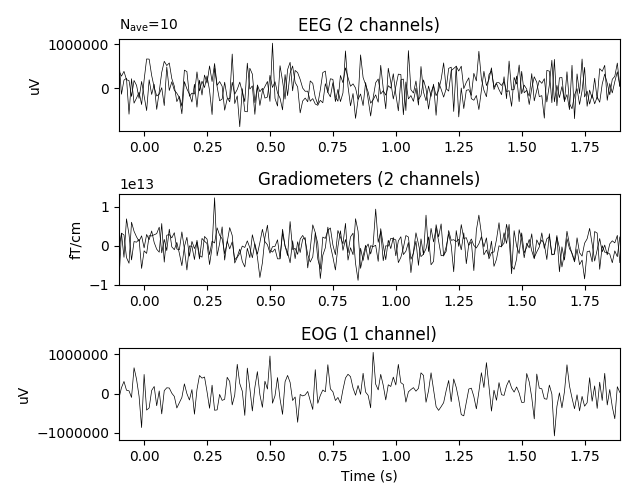 N_ave=10
EEG (2 channels)
1000000
0
uV
0.00 0.25 0.50 0.75 1.00 1.25 1.50 1.75
1e13
Gradiometers (2 channels)
1
0
−1
fT/cm
0.00 0.25 0.50 0.75 1.00 1.25 1.50 1.75
EOG (1 channel)
1000000
0
−1000000
uV
0.00 0.25 0.50 0.75 1.00 1.25 1.50 1.75
Time (s)